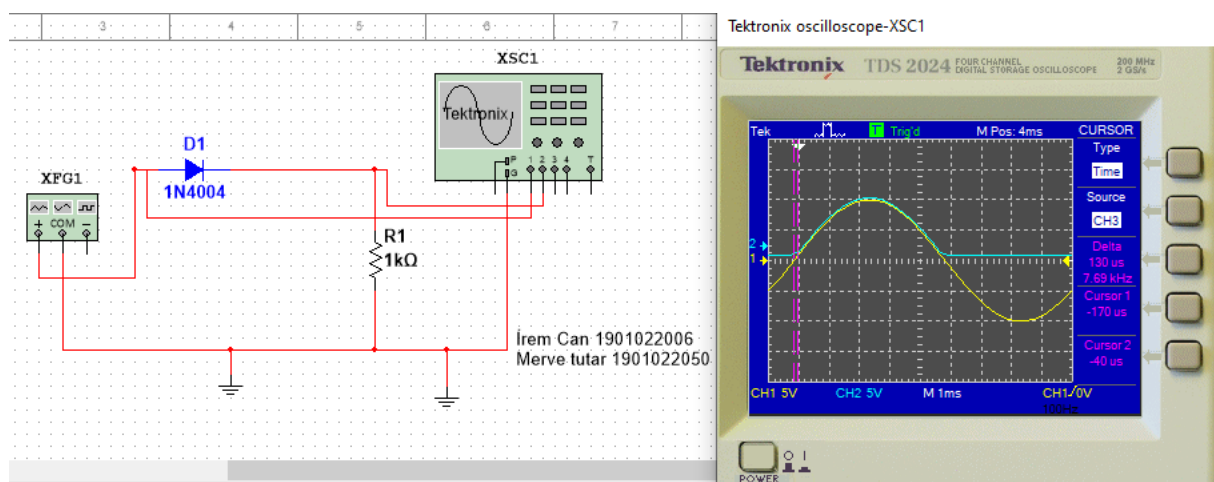 3 4 5 6 7
XSC1
Tektronix
P
G
1 2 3 4 T
D1
1N4004
XFG1
+ COM −
R1
1kΩ
İrem Can 1901022006
Merve tutar 1901022050
Tektronix oscilloscope-XSC1
Tektronix TDS 2024 FOUR CHANNEL DIGITAL STORAGE OSCILLOSCOPE 200 MHz 2 GS/s
Tek T Trig'd M Pos: 4ms CURSOR
Type
Time
Source
CH3
2
1
Delta
130 us
7.69 kHz
Cursor 1
-170 us
Cursor 2
-40 us
CH1 5V CH2 5V M 1ms CH1 0V
100Hz
POWER